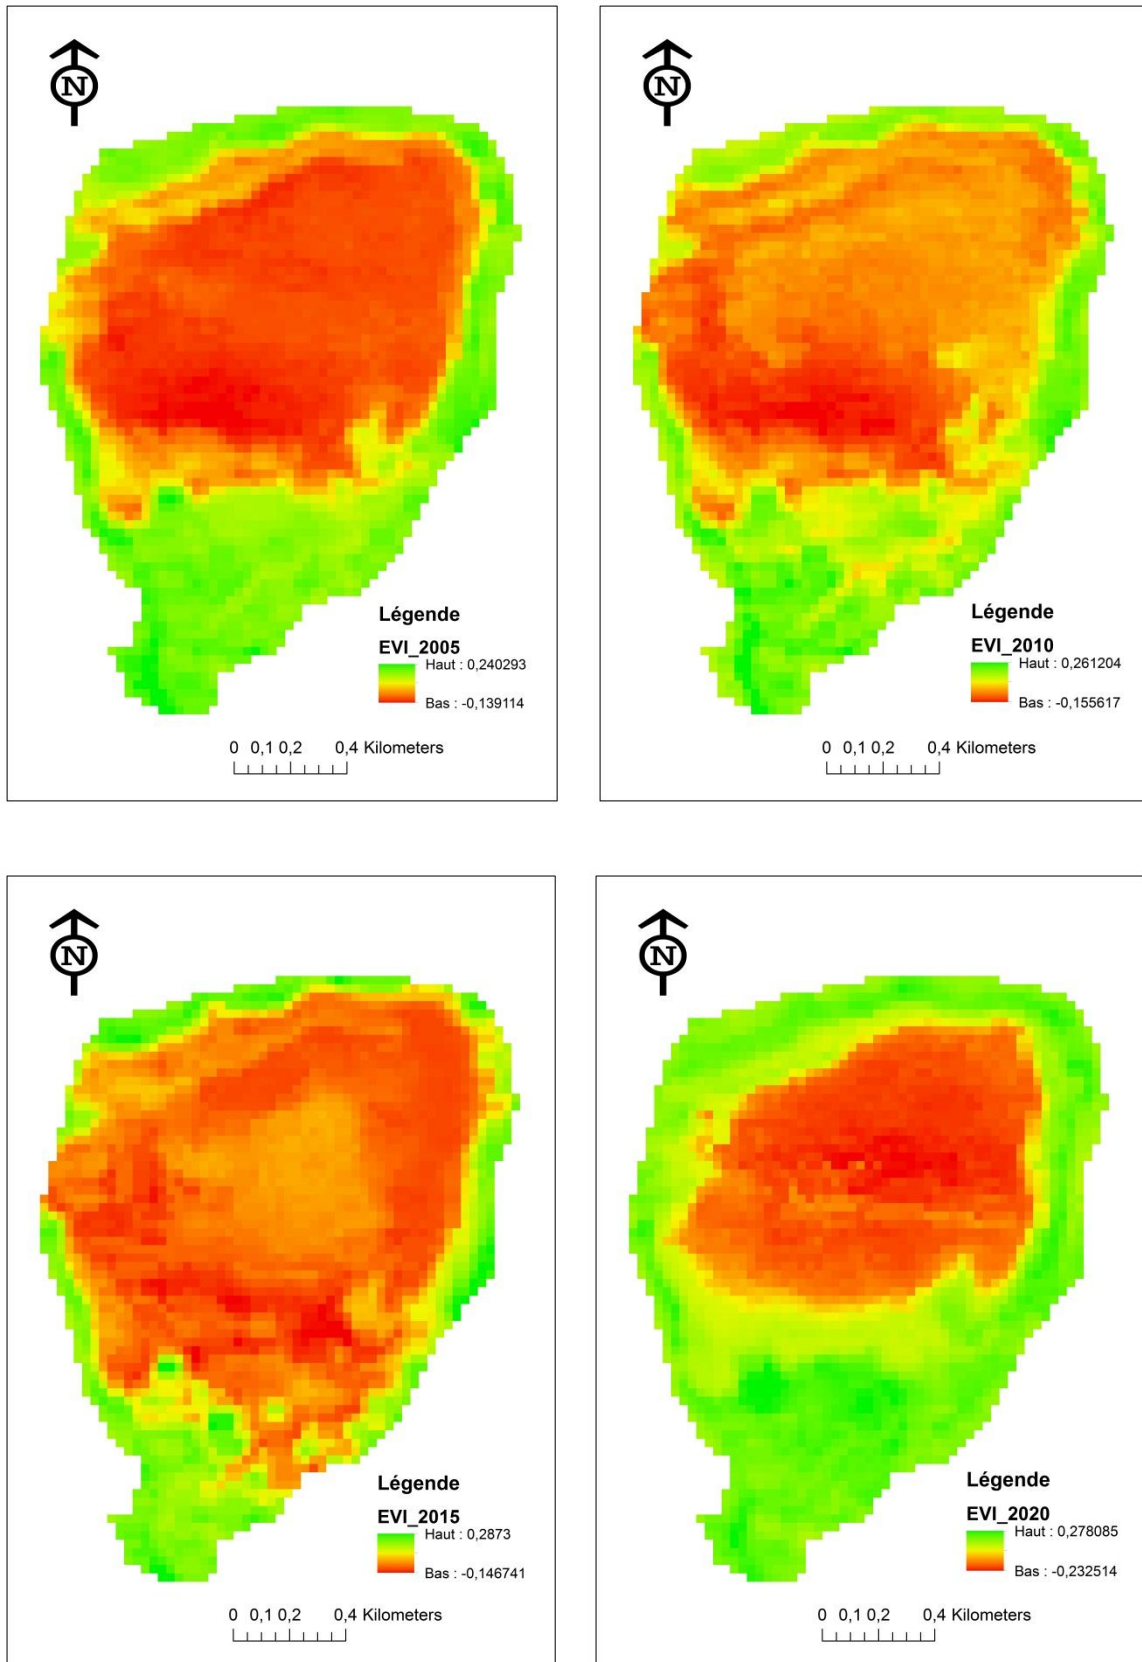 N
Légende
EVI_2005
Haut : 0,240293
Bas : -0,139114
0 0,1 0,2 0,4 Kilometers
N
Légende
EVI_2010
Haut : 0,261204
Bas : -0,155617
0 0,1 0,2 0,4 Kilometers
N
Légende
EVI_2015
Haut : 0,2873
Bas : -0,146741
0 0,1 0,2 0,4 Kilometers
N
Légende
EVI_2020
Haut : 0,278085
Bas : -0,232514
0 0,1 0,2 0,4 Kilometers